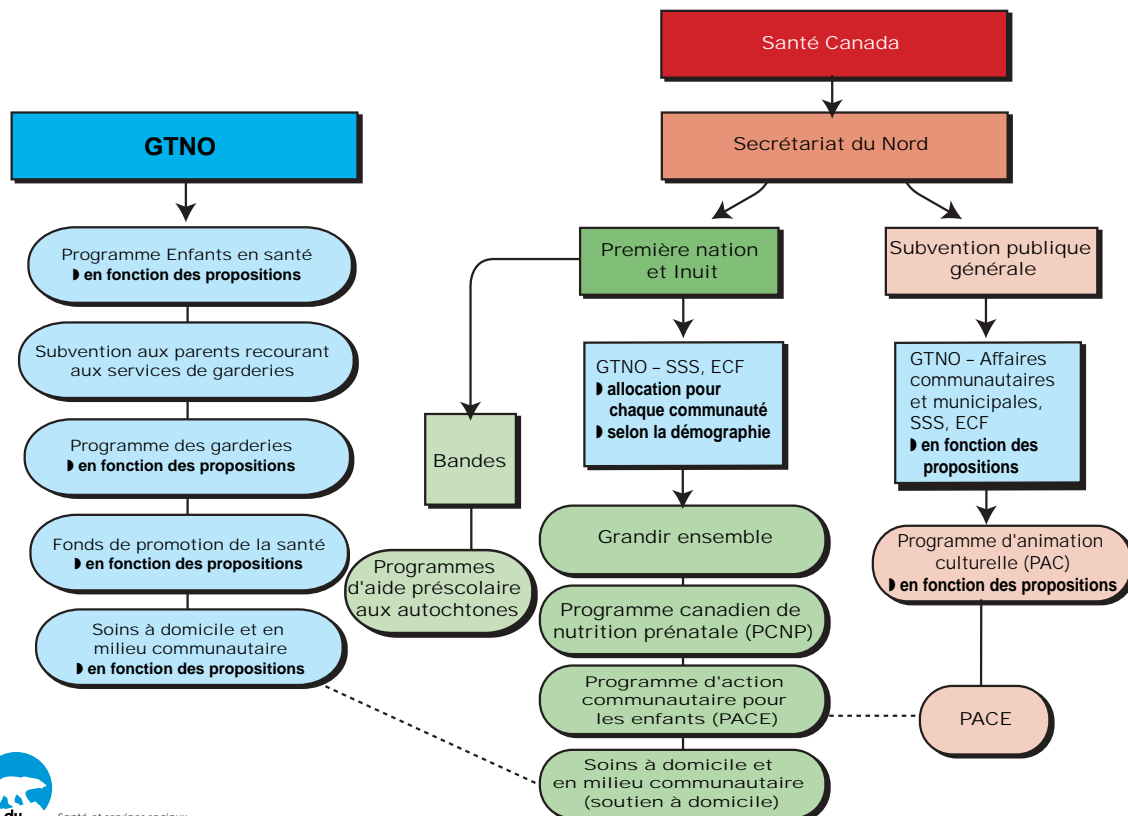 Santé Canada
GTNO
Secrétariat du Nord
Programme Enfants en santé
◗ en fonction des propositions
Subvention aux parents recourant
aux services de garderies
Programme des garderies
◗ en fonction des propositions
Fonds de promotion de la santé
◗ en fonction des propositions
Soins à domicile et en
milieu communautaire
◗ en fonction des propositions
Première nation
et Inuit
Bandes
Programmes
d'aide préscolaire
aux autochtones
GTNO – SSS, ECF
◗ allocation pour
chaque communauté
◗ selon la démographie
Grandir ensemble
Programme canadien de
nutrition prénatale (PCNP)
Programme d'action
communautaire pour
les enfants (PACE)
Soins à domicile et
en milieu communautaire
(soutien à domicile)
Subvention publique
générale
GTNO – Affaires
communautaires
et municipales,
SSS, ECF
◗ en fonction des
propositions
Programme d'animation
culturelle (PAC)
◗ en fonction des propositions
PACE
du